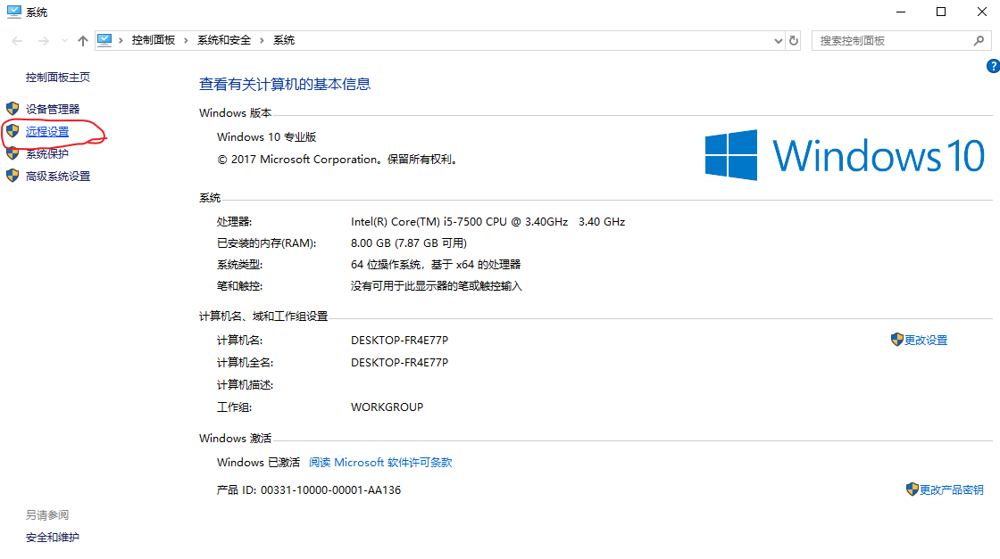 系统
控制面板 › 系统和安全 › 系统
搜索控制面板
?
控制面板主页
设备管理器
远程设置
系统保护
高级系统设置
查看有关计算机的基本信息
Windows 版本
Windows 10 专业版
© 2017 Microsoft Corporation。保留所有权利。
Windows 10
系统
处理器: Intel(R) Core(TM) i5-7500 CPU @ 3.40GHz 3.40 GHz
已安装的内存(RAM): 8.00 GB (7.87 GB 可用)
系统类型: 64 位操作系统，基于 x64 的处理器
笔和触控: 没有可用于此显示器的笔或触控输入
计算机名、域和工作组设置
计算机名: DESKTOP-FR4E77P 更改设置
计算机全名: DESKTOP-FR4E77P
计算机描述:
工作组: WORKGROUP
Windows 激活
Windows 已激活 阅读 Microsoft 软件许可条款
产品 ID: 00331-10000-00001-AA136 更改产品密钥
另请参阅
安全和维护